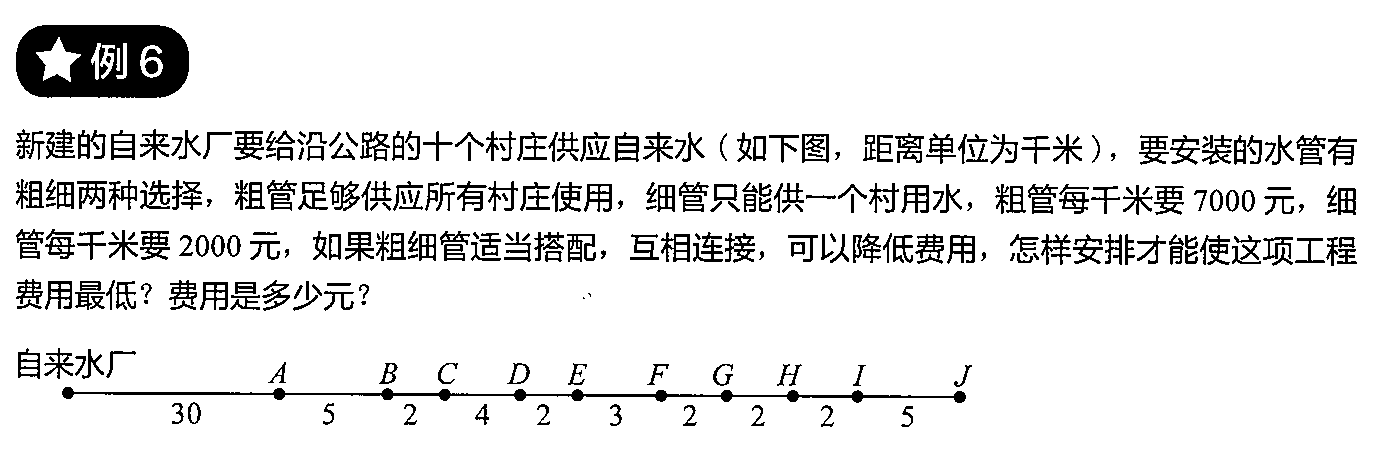 例 6
新建的自来水厂要给沿公路的十个村庄供应自来水（如下图，距离单位为千米），要安装的水管有
粗细两种选择，粗管足够供应所有村庄使用，细管只能供一个村用水，粗管每千米要 7000 元，细
管每千米要 2000 元，如果粗细管适当搭配，互相连接，可以降低费用，怎样安排才能使这项工程
费用最低？费用是多少元？
自来水厂 A B C D E F G H I J
30 5 2 4 2 3 2 2 2 5